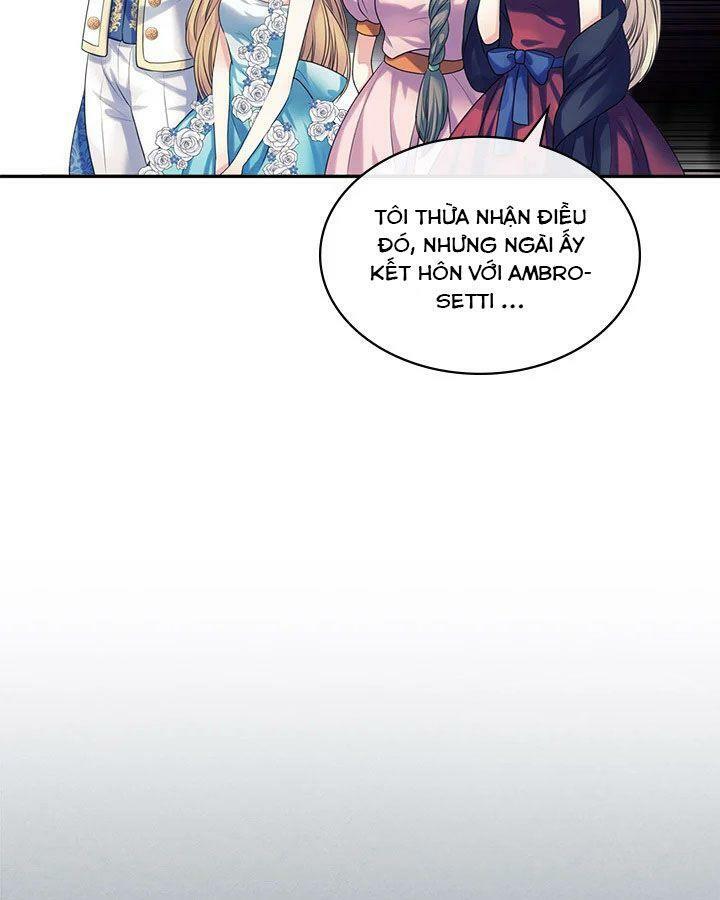 TÔI THỪA NHẬN ĐIỀU
ĐÓ, NHƯNG NGÀI ẤY
KẾT HÔN VỚI AMBRO-
SETTI ...